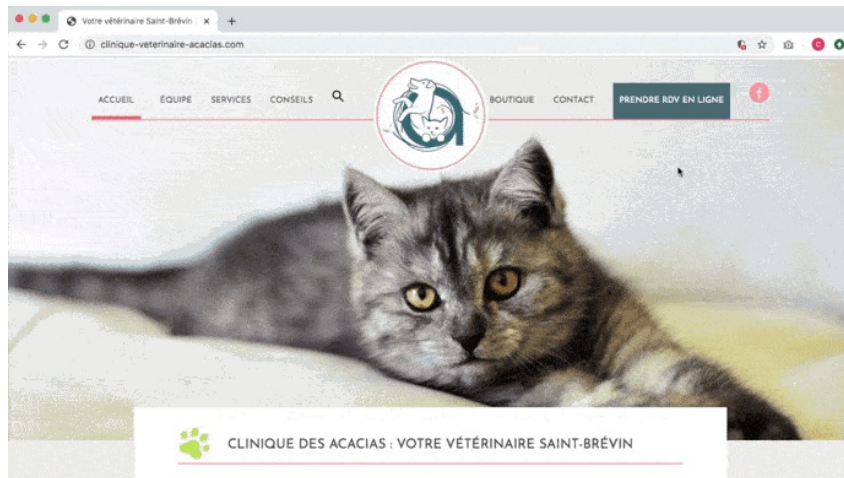 Votre vétérinaire Saint-Brévin
clinique-veterinaire-acacias.com
ACCUEIL ÉQUIPE SERVICES CONSEILS BOUTIQUE CONTACT PRENDRE RDV EN LIGNE
CLINIQUE DES ACACIAS : VOTRE VÉTÉRINAIRE SAINT-BRÉVIN